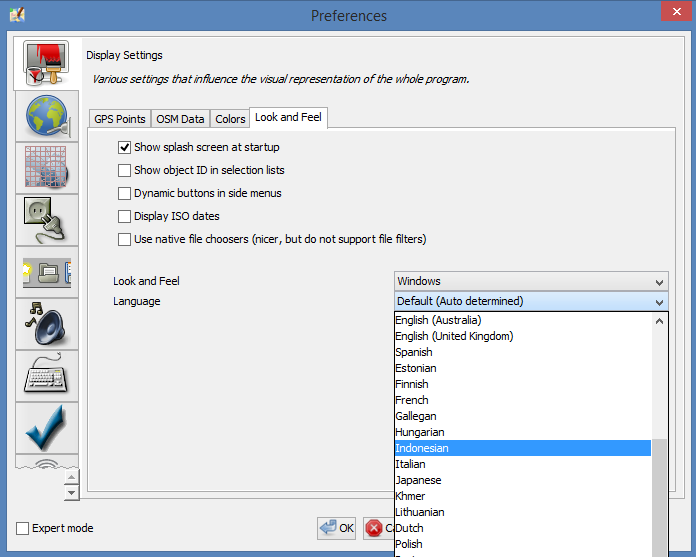 Preferences
Display Settings
Various settings that influence the visual representation of the whole program.
GPS Points OSM Data Colors Look and Feel
Show splash screen at startup
Show object ID in selection lists
Dynamic buttons in side menus
Display ISO dates
Use native file choosers (nicer, but do not support file filters)
Look and Feel Windows
Language Default (Auto determined)
English (Australia)
English (United Kingdom)
Spanish
Estonian
Finnish
French
Gallegan
Hungarian
Indonesian
Italian
Japanese
Khmer
Lithuanian
Dutch
Polish
Expert mode OK